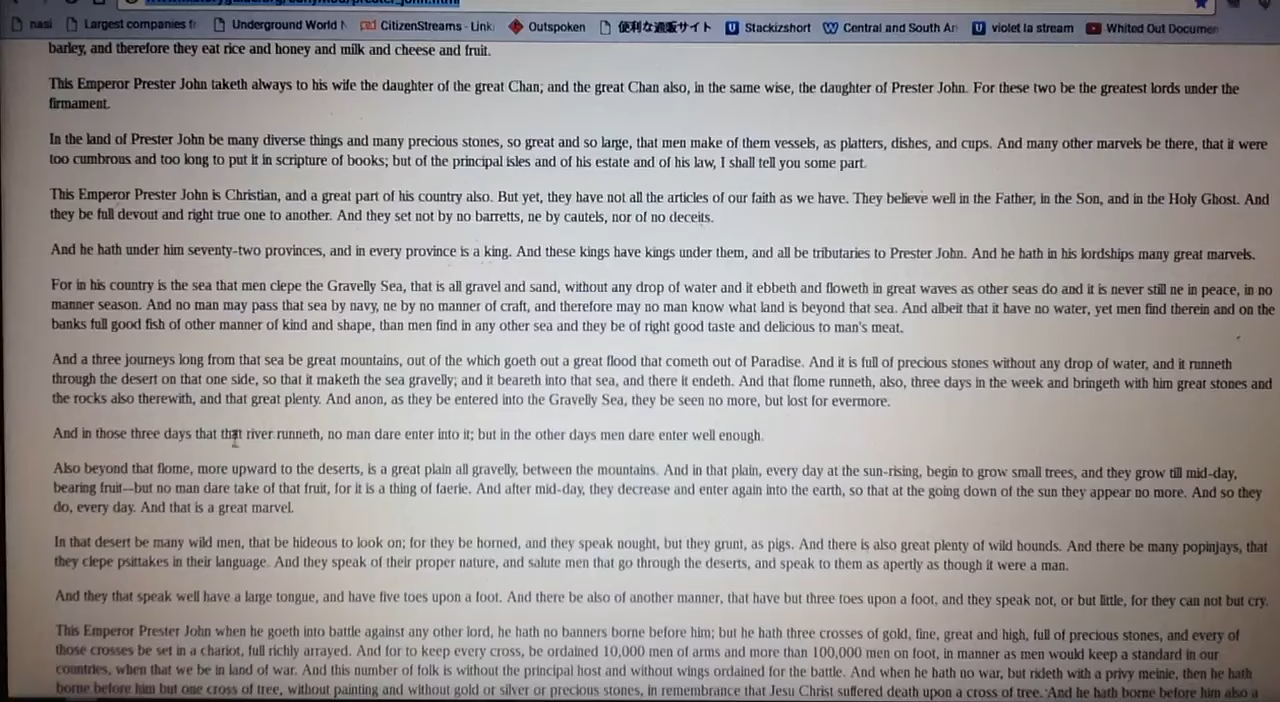 prester_john.html
nasi
Largest companies f
Underground World N
CitizenStreams - Link
Outspoken
便利な通販サイト
Stackizshort
Central and South Am
violet la stream
Whited Out Documen
barley, and therefore they eat rice and honey and milk and cheese and fruit.
This Emperor Prester John taketh always to his wife the daughter of the great Chan; and the great Chan also, in the same wise, the daughter of Prester John. For these two be the greatest lords under the
firmament.
In the land of Prester John be many diverse things and many precious stones, so great and so large, that men make of them vessels, as platters, dishes, and cups. And many other marvels be there, that it were
too cumbrous and too long to put it in scripture of books; but of the principal isles and of his estate and of his law, I shall tell you some part.
This Emperor Prester John is Christian, and a great part of his country also. But yet, they have not all the articles of our faith as we have. They believe well in the Father, in the Son, and in the Holy Ghost. And
they be full devout and right true one to another. And they set not by no barretts, ne by cautels, nor of no deceits.
And he hath under him seventy-two provinces, and in every province is a king. And these kings have kings under them, and all be tributaries to Prester John. And he hath in his lordships many great marvels.
For in his country is the sea that men clepe the Gravelly Sea, that is all gravel and sand, without any drop of water and it ebbeth and floweth in great waves as other seas do and it is never still ne in peace, in no
manner season. And no man may pass that sea by navy, ne by no manner of craft, and therefore may no man know what land is beyond that sea. And albeit that it have no water, yet men find therein and on the
banks full good fish of other manner of kind and shape, than men find in any other sea and they be of right good taste and delicious to man's meat.
And a three journeys long from that sea be great mountains, out of the which goeth out a great flood that cometh out of Paradise. And it is full of precious stones without any drop of water, and it runneth
through the desert on that one side, so that it maketh the sea gravelly; and it beareth into that sea, and there it endeth. And that flome runneth, also, three days in the week and bringeth with him great stones and
the rocks also therewith, and that great plenty. And anon, as they be entered into the Gravelly Sea, they be seen no more, but lost for evermore.
And in those three days that that river runneth, no man dare enter into it; but in the other days men dare enter well enough.
Also beyond that flome, more upward to the deserts, is a great plain all gravelly, between the mountains. And in that plain, every day at the sun-rising, begin to grow small trees, and they grow till mid-day,
bearing fruit—but no man dare take of that fruit, for it is a thing of faerie. And after mid-day, they decrease and enter again into the earth, so that at the going down of the sun they appear no more. And so they
do, every day. And that is a great marvel.
In that desert be many wild men, that be hideous to look on; for they be horned, and they speak nought, but they grunt, as pigs. And there is also great plenty of wild hounds. And there be many popinjays, that
they clepe psittakes in their language. And they speak of their proper nature, and salute men that go through the deserts, and speak to them as apertly as though it were a man.
And they that speak well have a large tongue, and have five toes upon a foot. And there be also of another manner, that have but three toes upon a foot, and they speak not, or but little, for they can not but cry.
This Emperor Prester John when he goeth into battle against any other lord, he hath no banners borne before him; but he hath three crosses of gold, fine, great and high, full of precious stones, and every of
those crosses be set in a chariot, full richly arrayed. And for to keep every cross, be ordained 10,000 men of arms and more than 100,000 men on foot, in manner as men would keep a standard in our
countries, when that we be in land of war. And this number of folk is without the principal host and without wings ordained for the battle. And when he hath no war, but rideth with a privy meinie, then he hath
borne before him but one cross of tree, without painting and without gold or silver or precious stones, in remembrance that Jesu Christ suffered death upon a cross of tree. And he hath borne before him also a